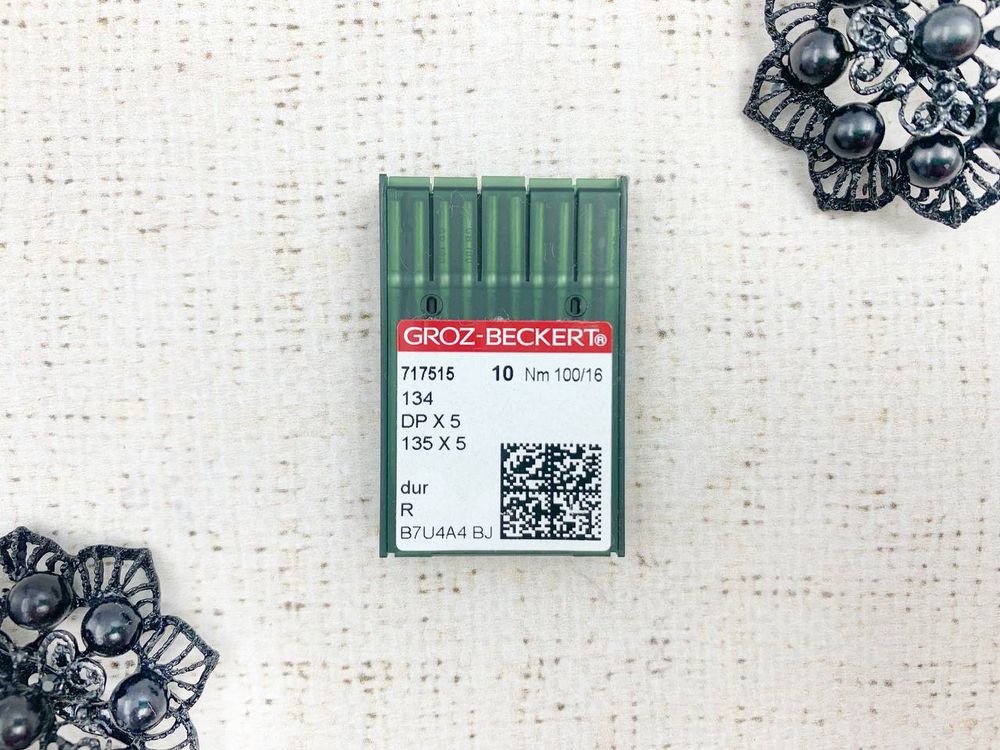 GROZ-BECKERT®
717515 10 Nm 100/16
134
DP X 5
135 X 5
dur
R
B7U4A4 BJ